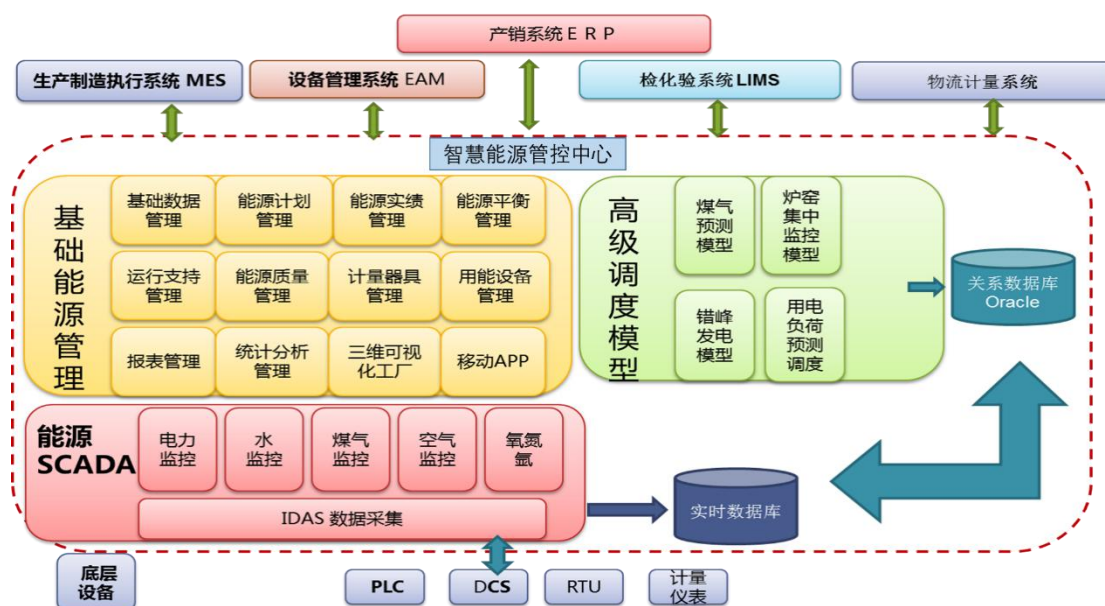 产销系统ＥＲＰ
生产制造执行系统 MES
设备管理系统 EAM
检化验系统LIMS
物流计量系统
智慧能源管控中心
基础能源管理
基础数据
管理
能源计划
管理
能源实绩
管理
能源平衡
管理
运行支持
管理
能源质量
管理
计量器具
管理
用能设备
管理
报表管理
统计分析
管理
三维可视
化工厂
移动APP
高级调度模型
煤气
预测
模型
炉窑
集中
监控
模型
错峰
发电
模型
用电
负荷
预测
调度
关系数据库
Oracle
能源
SCADA
电力
监控
水
监控
煤气
监控
空气
监控
氧氮
氩
IDAS 数据采集
实时数据库
底层
设备
PLC
DCS
RTU
计量
仪表